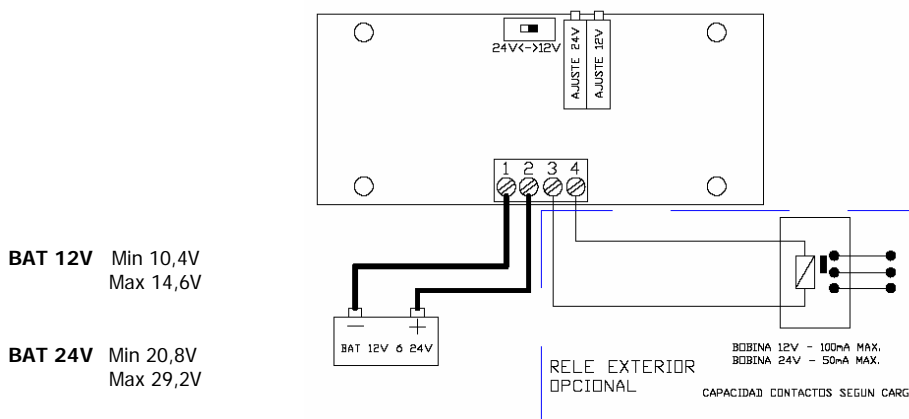 24V<->12V
AJUSTE 24V
AJUSTE 12V
1 2 3 4
BAT 12V Min 10,4V
Max 14,6V
BAT 24V Min 20,8V
Max 29,2V
− +
BAT 12V ó 24V
RELE EXTERIOR
OPCIONAL
BOBINA 12V - 100mA MAX.
BOBINA 24V - 50mA MAX.
CAPACIDAD CONTACTOS SEGUN CARG